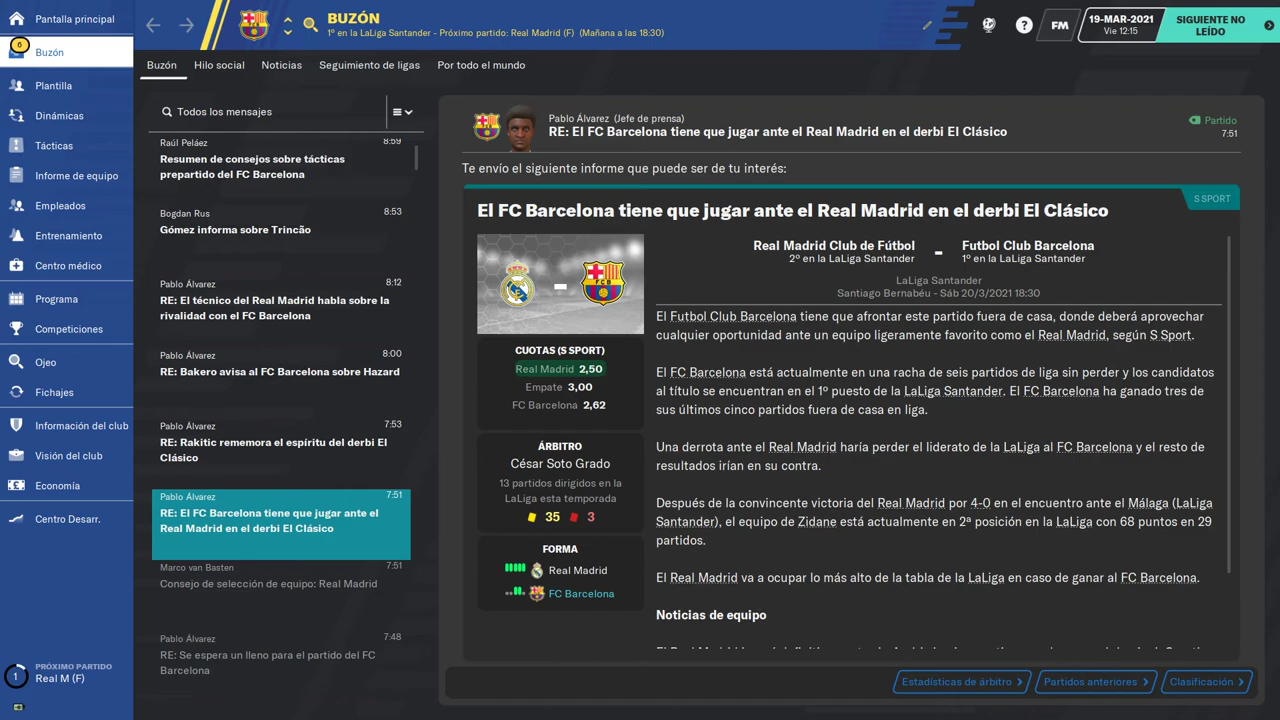 Pantalla principal
6
Buzón
Plantilla
Dinámicas
Tácticas
Informe de equipo
Empleados
Entrenamiento
Centro médico
Programa
Competiciones
Ojeo
Fichajes
Información del club
Visión del club
Economía
Centro Desarr.
1
PRÓXIMO PARTIDO
Real M (F)
BUZÓN
1º en la LaLiga Santander - Próximo partido: Real Madrid (F) (Mañana a las 18:30)
?
FM
19-MAR-2021
Vie 12:15
SIGUIENTE NO
LEÍDO
Buzón
Hilo social
Noticias
Seguimiento de ligas
Por todo el mundo
Todos los mensajes
Raúl Peláez
8:59
Resumen de consejos sobre tácticas
prepartido del FC Barcelona
Bogdan Rus
8:53
Gómez informa sobre Trincão
Pablo Álvarez
8:12
RE: El técnico del Real Madrid habla sobre la
rivalidad con el FC Barcelona
Pablo Álvarez
8:00
RE: Bakero avisa al FC Barcelona sobre Hazard
Pablo Álvarez
7:53
RE: Rakitic rememora el espíritu del derbi El
Clásico
Pablo Álvarez
7:51
RE: El FC Barcelona tiene que jugar ante el
Real Madrid en el derbi El Clásico
Marco van Basten
7:51
Consejo de selección de equipo: Real Madrid
Pablo Álvarez
7:48
RE: Se espera un lleno para el partido del FC
Barcelona
Pablo Álvarez (Jefe de prensa)
RE: El FC Barcelona tiene que jugar ante el Real Madrid en el derbi El Clásico
Partido
7:51
Te envío el siguiente informe que puede ser de tu interés:
S SPORT
El FC Barcelona tiene que jugar ante el Real Madrid en el derbi El Clásico
CUOTAS (S SPORT)
Real Madrid 2,50
Empate 3,00
FC Barcelona 2,62
ÁRBITRO
César Soto Grado
13 partidos dirigidos en la
LaLiga esta temporada
35 3
FORMA
Real Madrid
FC Barcelona
Real Madrid Club de Fútbol - Futbol Club Barcelona
2º en la LaLiga Santander 1º en la LaLiga Santander
LaLiga Santander
Santiago Bernabéu - Sáb 20/3/2021 18:30
El Futbol Club Barcelona tiene que afrontar este partido fuera de casa, donde deberá aprovechar
cualquier oportunidad ante un equipo ligeramente favorito como el Real Madrid, según S Sport.
El FC Barcelona está actualmente en una racha de seis partidos de liga sin perder y los candidatos
al título se encuentran en el 1º puesto de la LaLiga Santander. El FC Barcelona ha ganado tres de
sus últimos cinco partidos fuera de casa en liga.
Una derrota ante el Real Madrid haría perder el liderato de la LaLiga al FC Barcelona y el resto de
resultados irían en su contra.
Después de la convincente victoria del Real Madrid por 4-0 en el encuentro ante el Málaga (LaLiga
Santander), el equipo de Zidane está actualmente en 2ª posición en la LaLiga con 68 puntos en 29
partidos.
El Real Madrid va a ocupar lo más alto de la tabla de la LaLiga en caso de ganar al FC Barcelona.
Noticias de equipo
Estadísticas de árbitro
Partidos anteriores
Clasificación